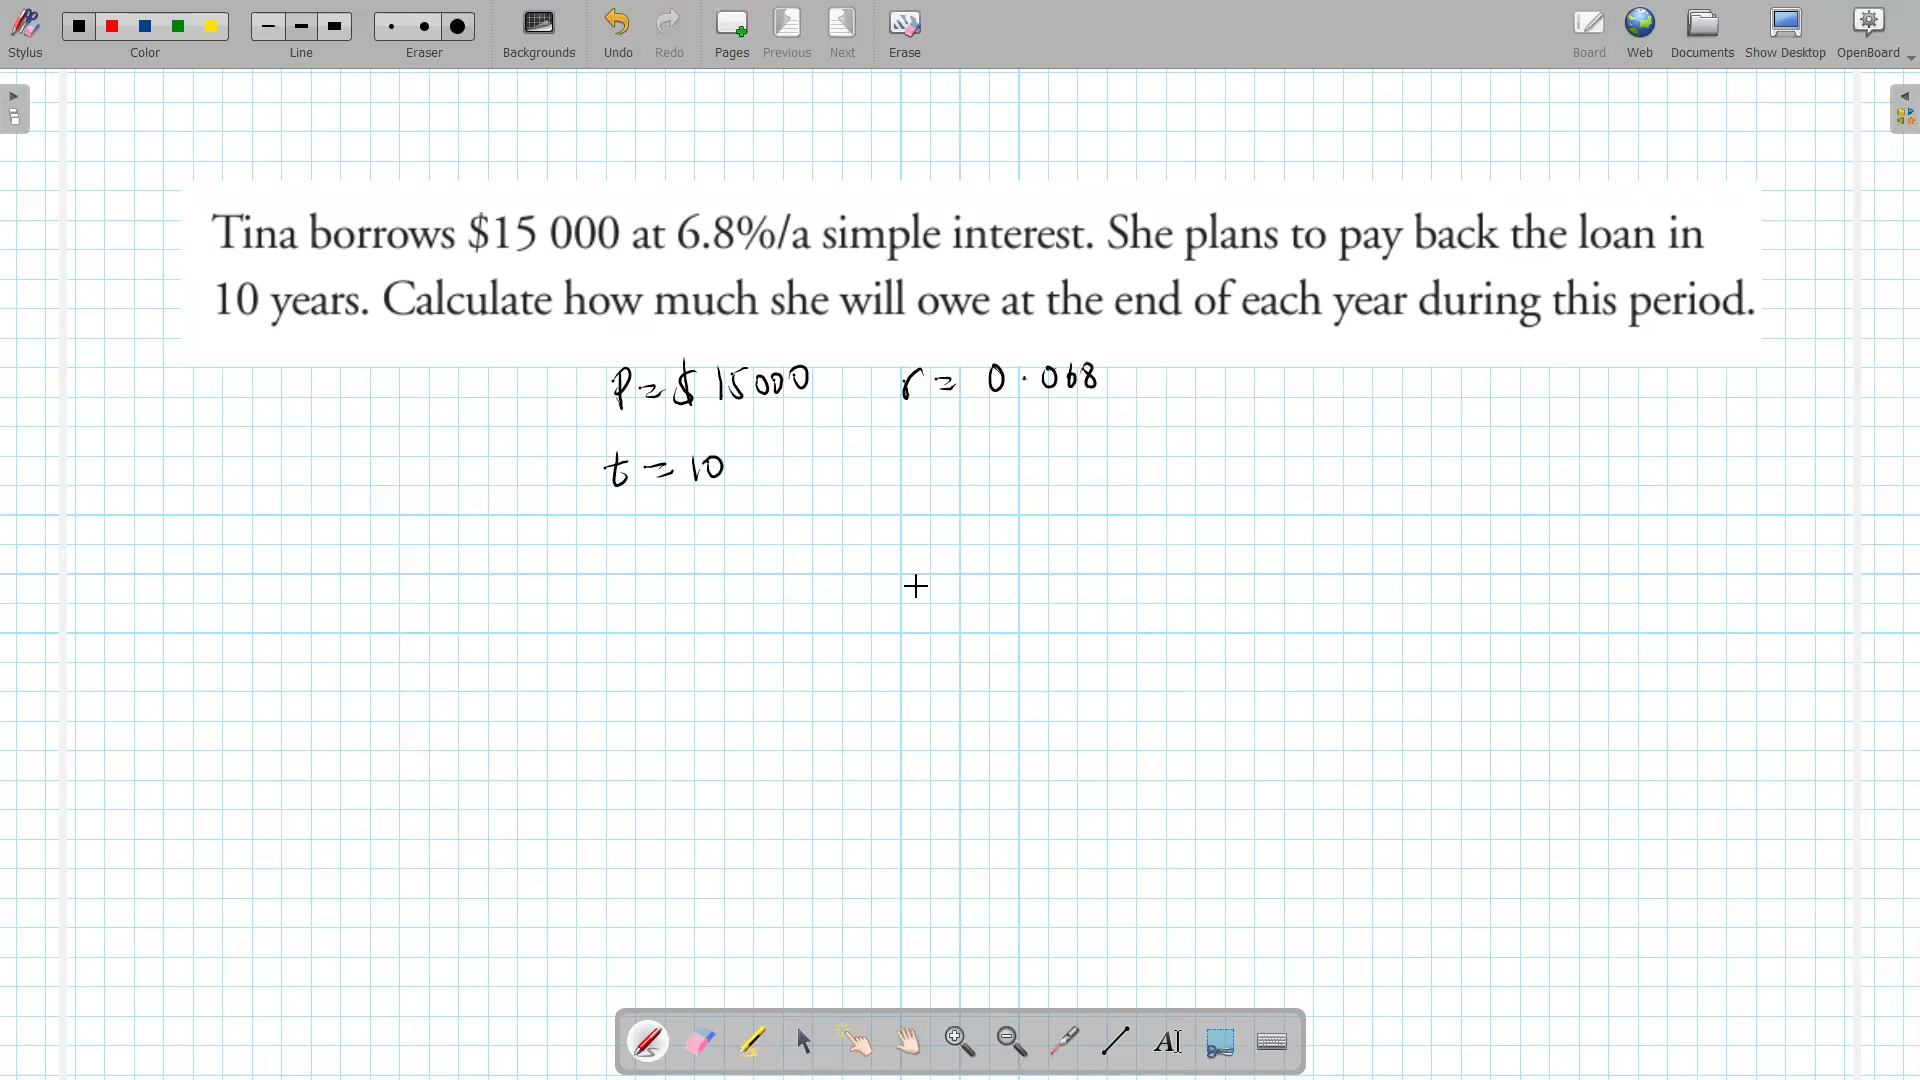 Stylus Color Line Eraser Backgrounds Undo Redo Pages Previous Next Erase Board Web Documents Show Desktop OpenBoard
Tina borrows $15 000 at 6.8%/a simple interest. She plans to pay back the loan in
10 years. Calculate how much she will owe at the end of each year during this period.
P = $ 15000 r = 0.068
t = 10